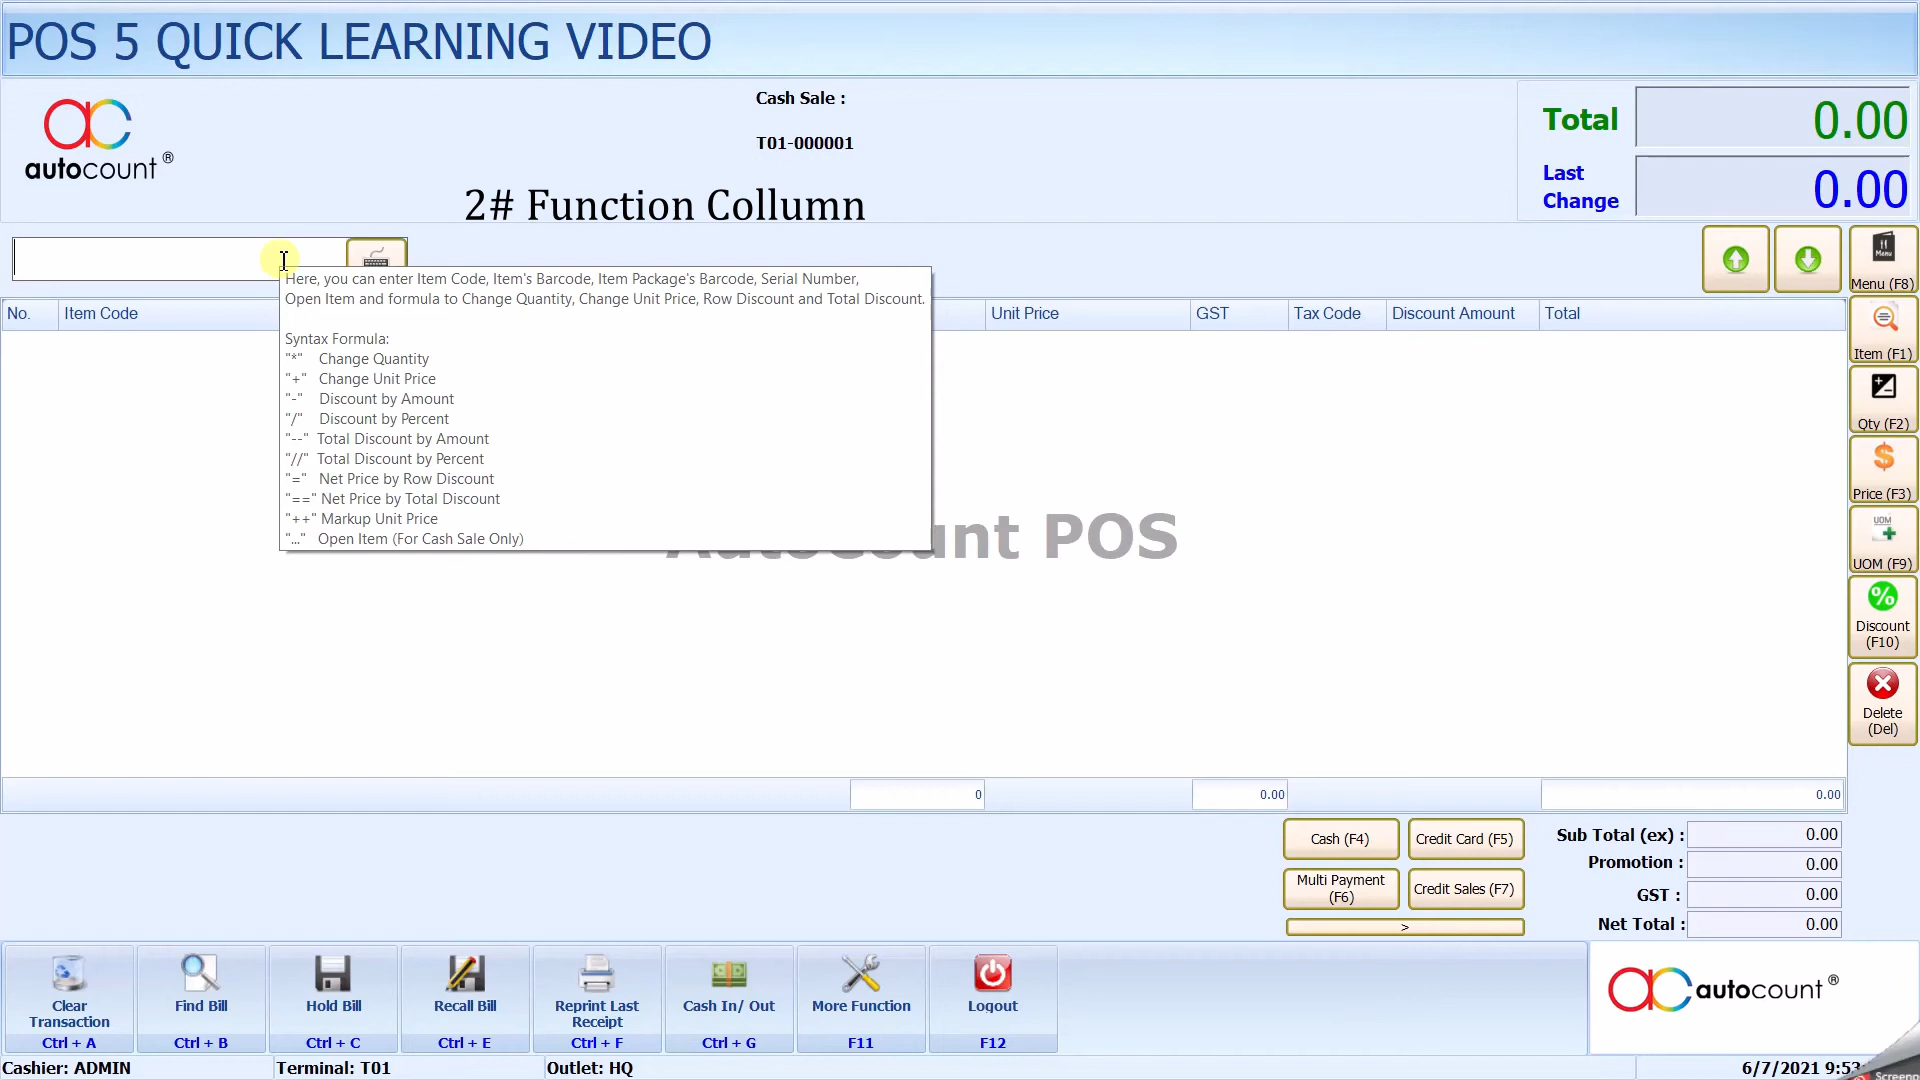 POS 5 QUICK LEARNING VIDEO
autocount ®
Cash Sale :
T01-000001
2# Function Collumn
Total 0.00
Last Change 0.00
Menu (F8)
Here, you can enter Item Code, Item's Barcode, Item Package's Barcode, Serial Number,
Open Item and formula to Change Quantity, Change Unit Price, Row Discount and Total Discount.
Syntax Formula:
"*" Change Quantity
"+" Change Unit Price
"-" Discount by Amount
"/" Discount by Percent
"--" Total Discount by Amount
"//" Total Discount by Percent
"=" Net Price by Row Discount
"==" Net Price by Total Discount
"++" Markup Unit Price
"..." Open Item (For Cash Sale Only)
No. Item Code Unit Price GST Tax Code Discount Amount Total
Item (F1)
Qty (F2)
Price (F3)
UOM
UOM (F9)
%
Discount
(F10)
Delete
(Del)
AutoCount POS
0 0.00 0.00
Cash (F4) Credit Card (F5)
Multi Payment
(F6)
Credit Sales (F7)
>
Sub Total (ex) : 0.00
Promotion : 0.00
GST : 0.00
Net Total : 0.00
Clear
Transaction
Ctrl + A
Find Bill
Ctrl + B
Hold Bill
Ctrl + C
Recall Bill
Ctrl + E
Reprint Last
Receipt
Ctrl + F
Cash In/ Out
Ctrl + G
More Function
F11
Logout
F12
autocount ®
Cashier: ADMIN Terminal: T01 Outlet: HQ 6/7/2021